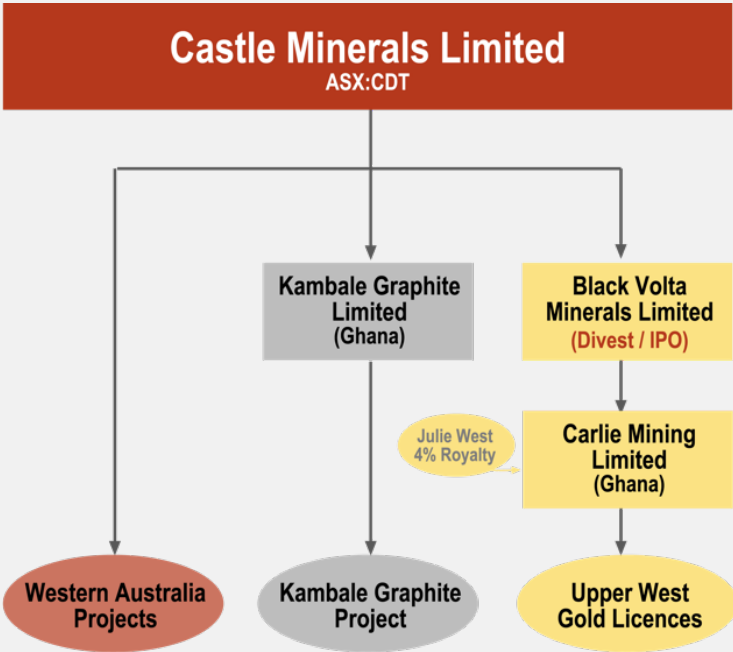 Castle Minerals Limited
ASX:CDT
Kambale Graphite
Limited
(Ghana)
Black Volta
Minerals Limited
(Divest / IPO)
Julie West
4% Royalty
Carlie Mining
Limited
(Ghana)
Western Australia
Projects
Kambale Graphite
Project
Upper West
Gold Licences